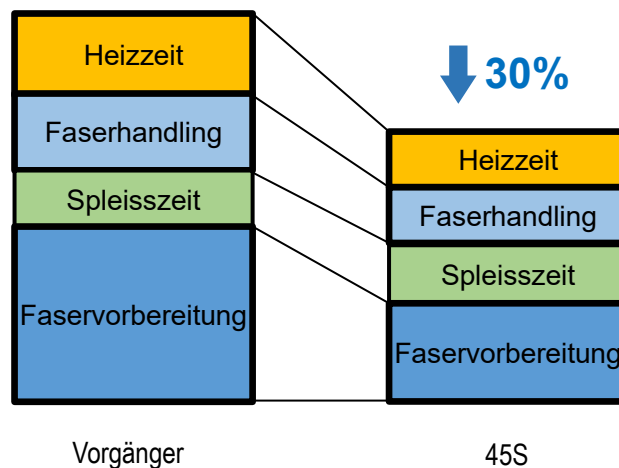 Heizzeit
Faserhandling
Spleisszeit
Faservorbereitung
Vorgänger
30%
Heizzeit
Faserhandling
Spleisszeit
Faservorbereitung
45S